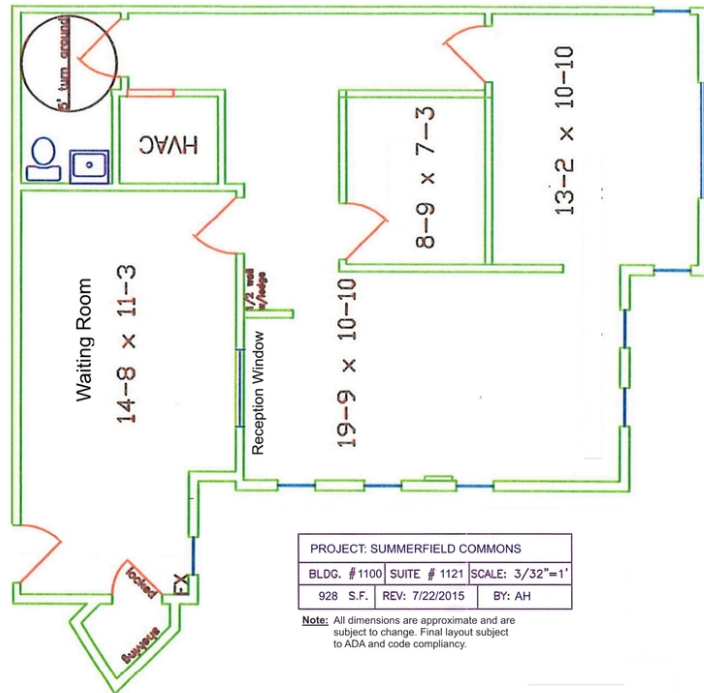 5' turn around
HVAC
8-9 x 7-3
13-2 x 10-10
Waiting Room
14-8 x 11-3
1/2 wall
w/ledge
Reception Window
19-9 x 10-10
locked
FX
shelving
PROJECT: SUMMERFIELD COMMONS
BLDG. # 1100 SUITE # 1121 SCALE: 3/32"=1'
928 S.F. REV: 7/22/2015 BY: AH
Note: All dimensions are approximate and are
subject to change. Final layout subject
to ADA and code compliancy.